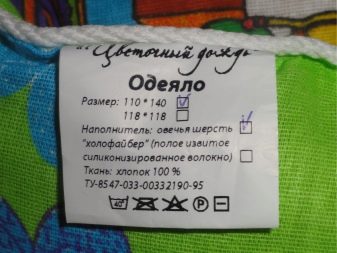 "Цветочный дождь"
Одеяло
Размер: 110*140
118*118
Наполнитель: овечья шерсть
"холофайбер" (полое извитое
силиконизированное волокно)
Ткань: хлопок 100 %
ТУ-8547-033-00332190-95
40°
P